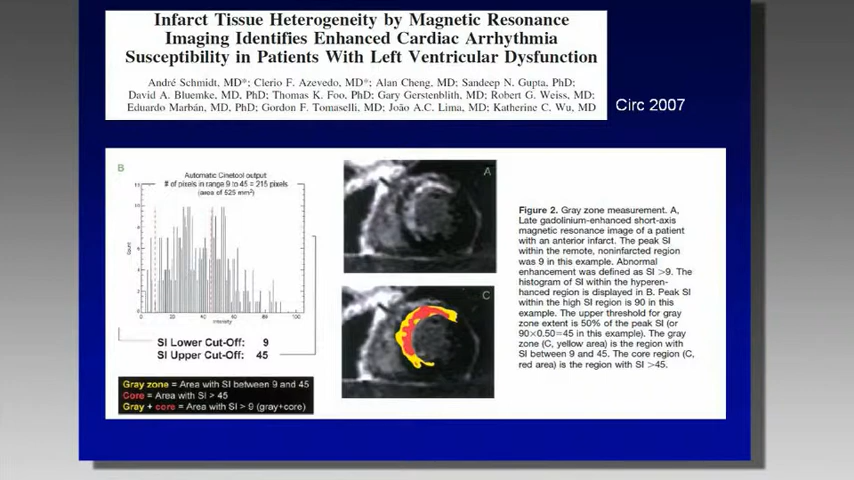 Infarct Tissue Heterogeneity by Magnetic Resonance
Imaging Identifies Enhanced Cardiac Arrhythmia
Susceptibility in Patients With Left Ventricular Dysfunction
André Schmidt, MD*; Clerio F. Azevedo, MD*; Alan Cheng, MD; Sandeep N. Gupta, PhD;
David A. Bluemke, MD, PhD; Thomas K. Foo, PhD; Gary Gerstenblith, MD; Robert G. Weiss, MD;
Eduardo Marbán, MD, PhD; Gordon F. Tomaselli, MD; João A.C. Lima, MD; Katherine C. Wu, MD
Circ 2007
B
Automatic Cinetool output
# of pixels in range 9 to 45 = 215 pixels
(area of 525 mm²)
Count
0 20 40 60 80 100
Intensity
SI Lower Cut-Off: 9
SI Upper Cut-Off: 45
Gray zone = Area with SI between 9 and 45
Core = Area with SI > 45
Gray + core = Area with SI > 9 (gray+core)
A
C
Figure 2. Gray zone measurement. A,
Late gadolinium-enhanced short-axis
magnetic resonance image of a patient
with an anterior infarct. The peak SI
within the remote, noninfarcted region
was 9 in this example. Abnormal
enhancement was defined as SI >9. The
histogram of SI within the hyperen-
hanced region is displayed in B. Peak SI
within the high SI region is 90 in this
example. The upper threshold for gray
zone extent is 50% of the peak SI (or
90×0.50=45 in this example). The gray
zone (C, yellow area) is the region with
SI between 9 and 45. The core region (C,
red area) is the region with SI >45.